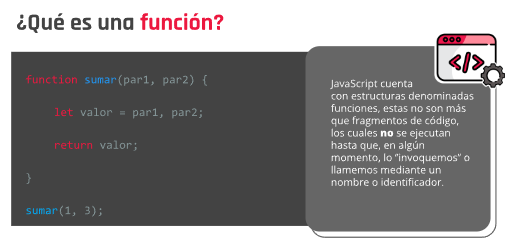 ¿Qué es una función?
function sumar(par1, par2) {
let valor = par1, par2;
return valor;
}
sumar(1, 3);
</>
JavaScript cuenta
con estructuras denominadas
funciones, estas no son más
que fragmentos de código,
los cuales no se ejecutan
hasta que, en algún
momento, lo “invoquemos” o
llamemos mediante un
nombre o identificador.